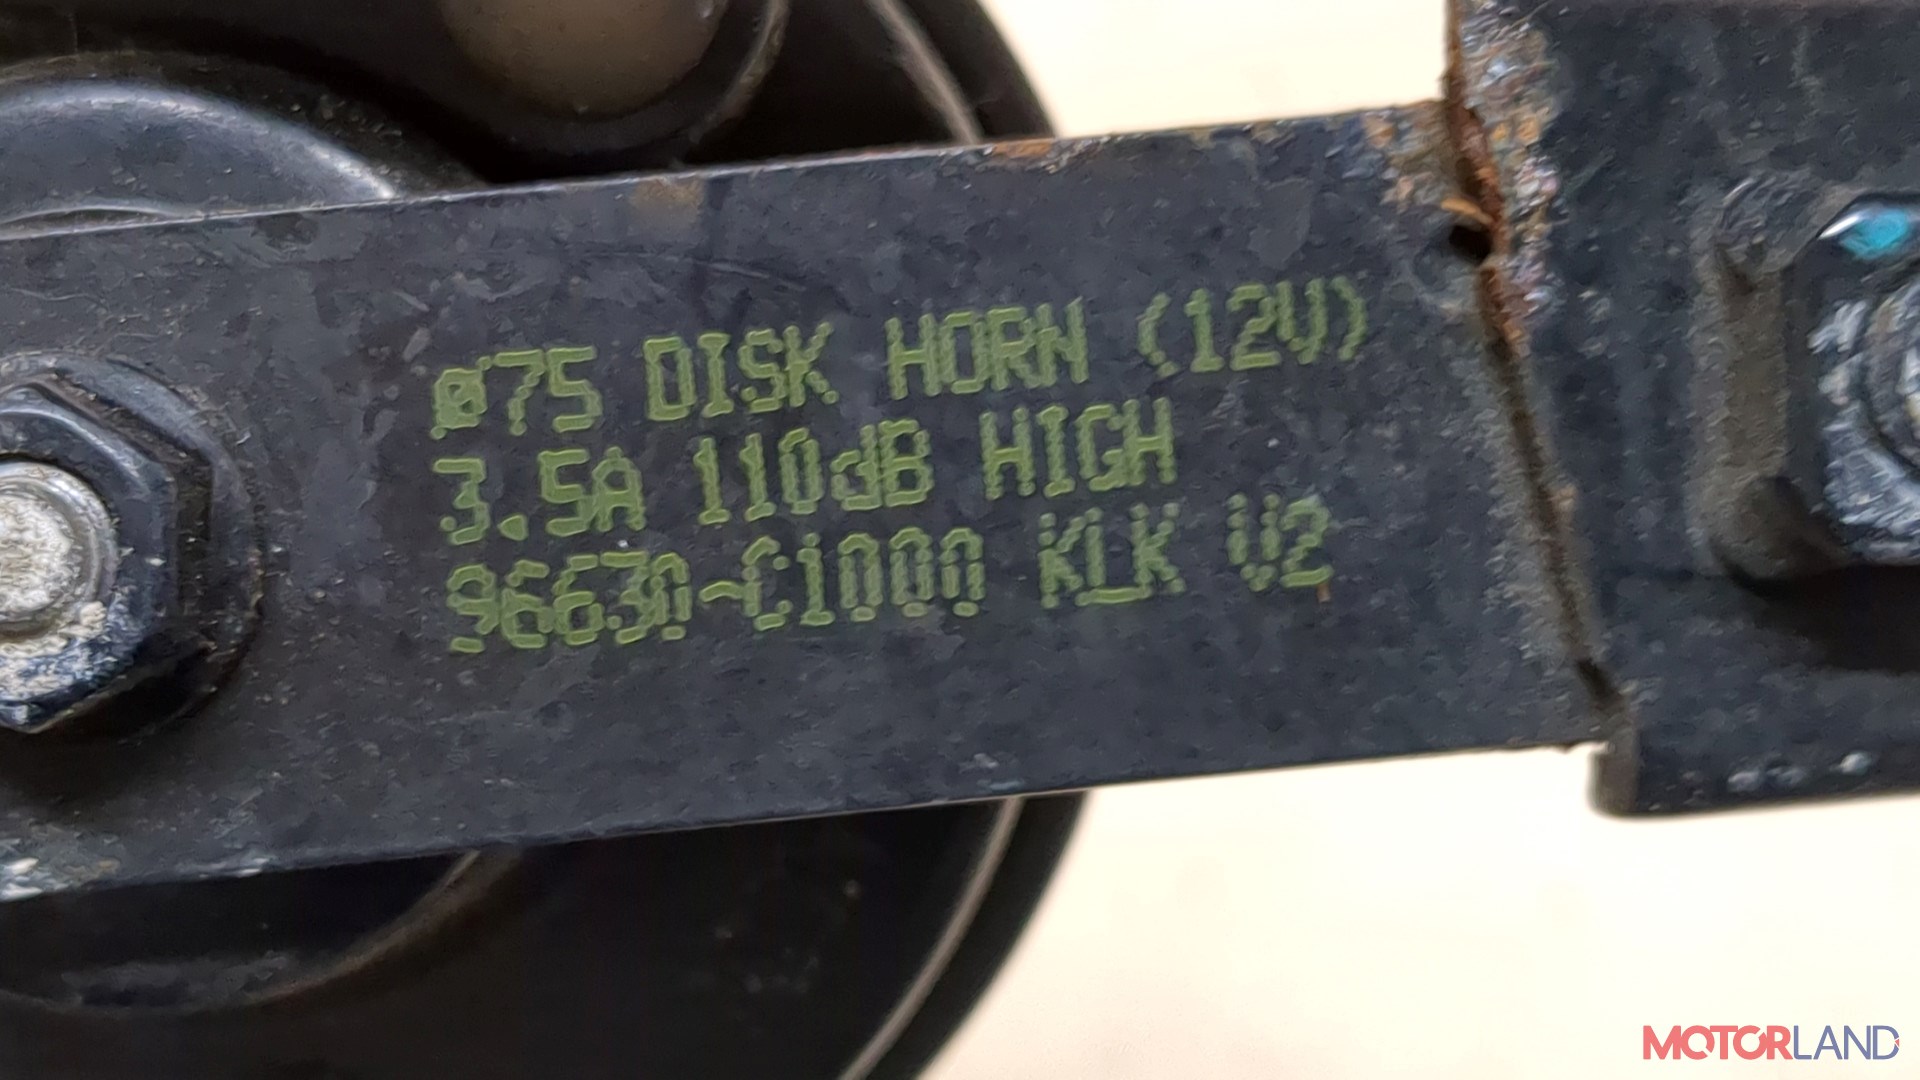 Ø75 DISK HORN (12V)
3.5A 110dB HIGH
96630-C1000 KLK V2
MOTORLAND